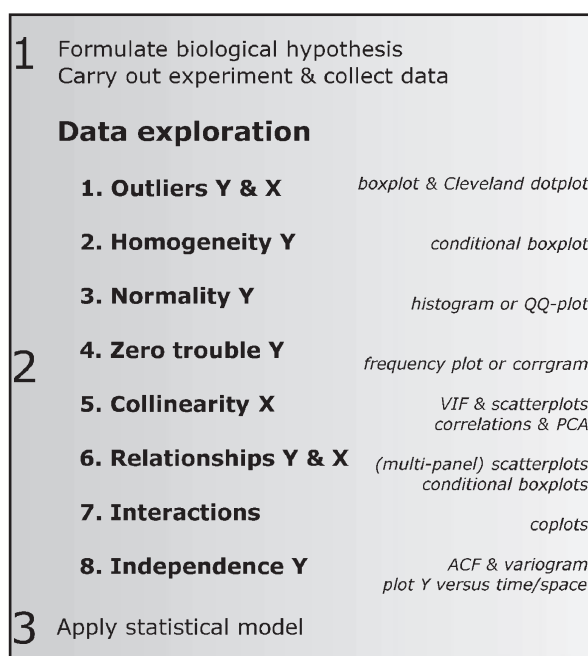 1 Formulate biological hypothesis
Carry out experiment & collect data
2 Data exploration
1. Outliers Y & X boxplot & Cleveland dotplot
2. Homogeneity Y conditional boxplot
3. Normality Y histogram or QQ-plot
4. Zero trouble Y frequency plot or corrgram
5. Collinearity X VIF & scatterplots
correlations & PCA
6. Relationships Y & X (multi-panel) scatterplots
conditional boxplots
7. Interactions coplots
8. Independence Y ACF & variogram
plot Y versus time/space
3 Apply statistical model